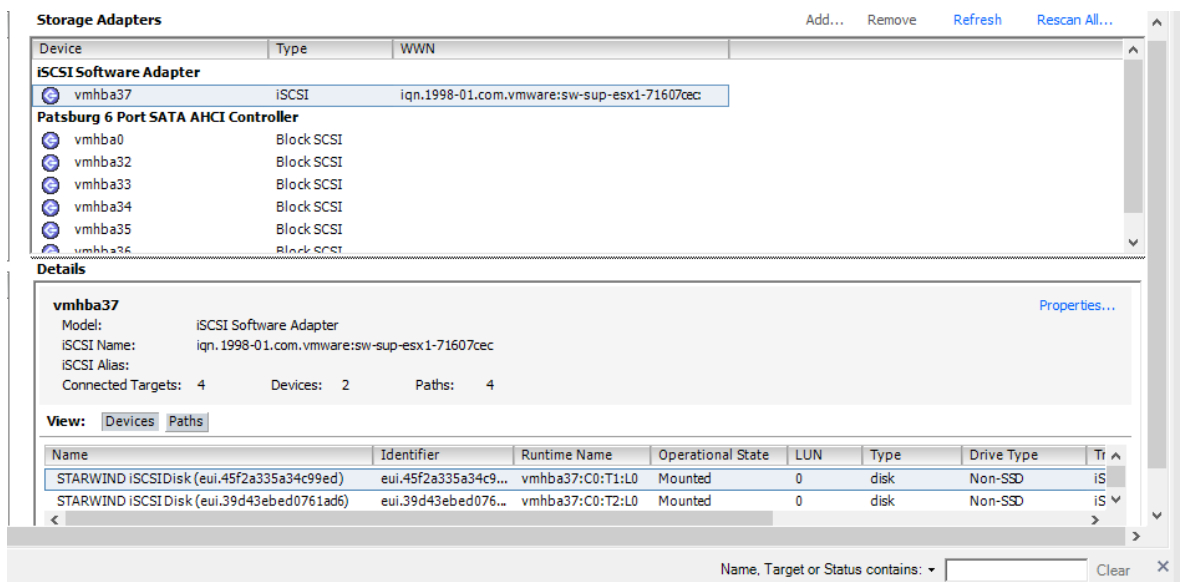 Storage Adapters Add... Remove Refresh Rescan All...
Device Type WWN
iSCSI Software Adapter
vmhba37 iSCSI iqn.1998-01.com.vmware:sw-sup-esx1-71607cec:
Patsburg 6 Port SATA AHCI Controller
vmhba0 Block SCSI
vmhba32 Block SCSI
vmhba33 Block SCSI
vmhba34 Block SCSI
vmhba35 Block SCSI
vmhba36 Block SCSI
Details
vmhba37 Properties...
Model: iSCSI Software Adapter
iSCSI Name: iqn.1998-01.com.vmware:sw-sup-esx1-71607cec
iSCSI Alias:
Connected Targets: 4 Devices: 2 Paths: 4
View: Devices Paths
Name Identifier Runtime Name Operational State LUN Type Drive Type Tr
STARWIND iSCSI Disk (eui.45f2a335a34c99ed) eui.45f2a335a34c9... vmhba37:C0:T1:L0 Mounted 0 disk Non-SSD iS
STARWIND iSCSI Disk (eui.39d43ebed0761ad6) eui.39d43ebed076... vmhba37:C0:T2:L0 Mounted 0 disk Non-SSD iS
Name, Target or Status contains: Clear